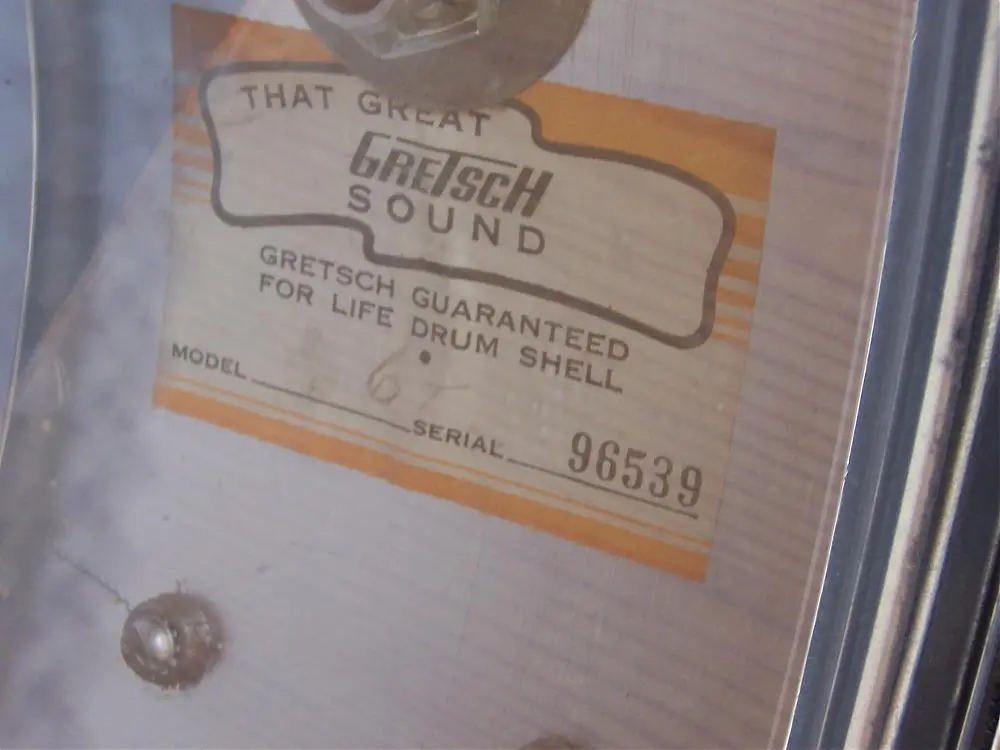 THAT GREAT
GRETSCH
SOUND
GRETSCH GUARANTEED
FOR LIFE DRUM SHELL
MODEL
SERIAL 96539